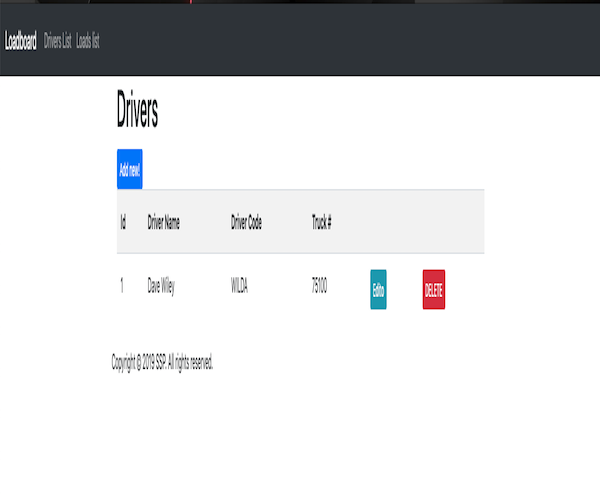 Loadboard Drivers List Loads list
Drivers
Add new!
Id Driver Name Driver Code Truck #
1 Dave Wiley WILDA 75100 Edito DELETE
Copyright @ 2019 SSP. All rights reserved.